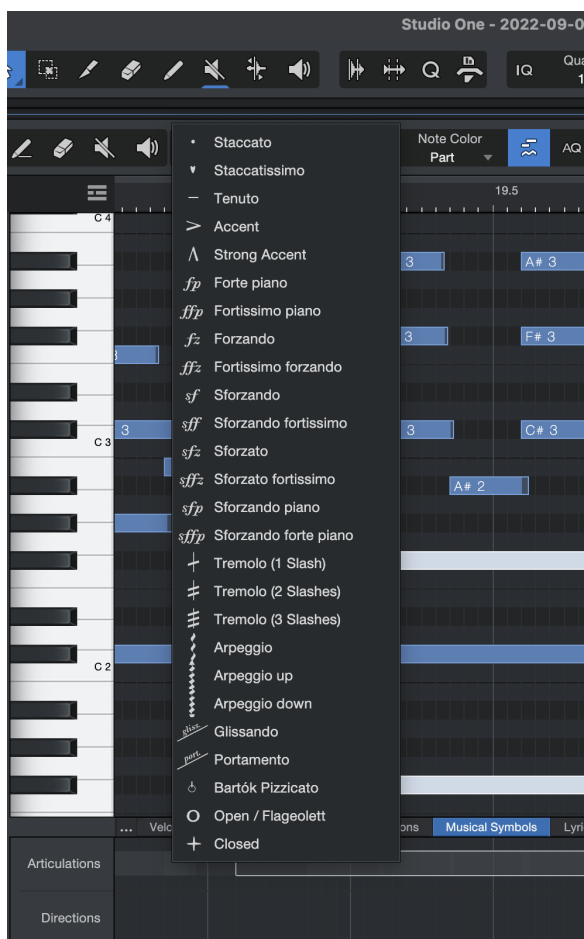 Studio One - 2022-09-0
Qua
IQ
1
Note Color
Part
AQ
19.5
Staccato
Staccatissimo
Tenuto
Accent
Strong Accent
fp Forte piano
ffp Fortissimo piano
fz Forzando
ffz Fortissimo forzando
sf Sforzando
sff Sforzando fortissimo
sfz Sforzato
sffz Sforzato fortissimo
sfp Sforzando piano
sffp Sforzando forte piano
Tremolo (1 Slash)
Tremolo (2 Slashes)
Tremolo (3 Slashes)
Arpeggio
Arpeggio up
Arpeggio down
gliss. Glissando
port. Portamento
Bartók Pizzicato
O Open / Flageolett
Closed
C 4
3
A# 3
3
F# 3
3
3
C# 3
C 3
A# 2
C 2
... Velo
ons
Musical Symbols
Lyri
Articulations
Directions